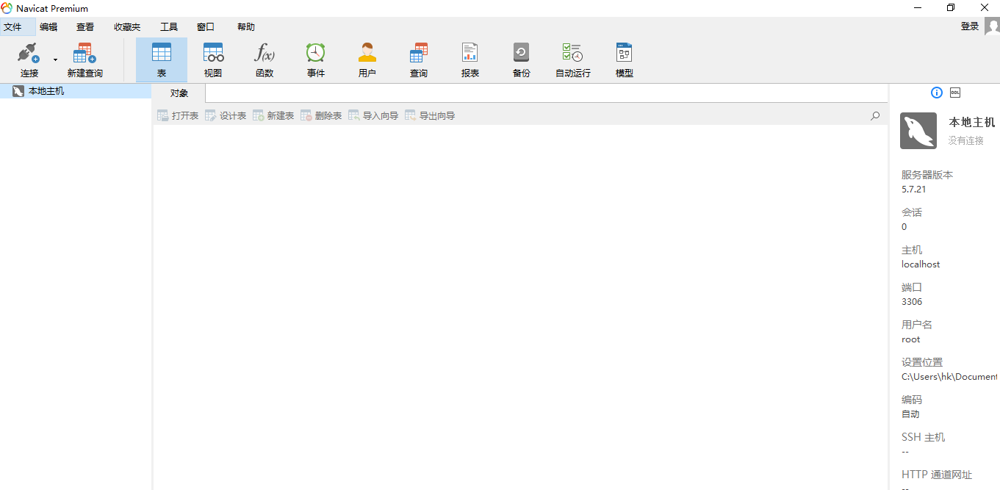 Navicat Premium
文件 编辑 查看 收藏夹 工具 窗口 帮助 登录
连接 新建查询 表 视图 函数 事件 用户 查询 报表 备份 自动运行 模型
本地主机 对象
打开表 设计表 新建表 删除表 导入向导 导出向导
本地主机
没有连接
服务器版本
5.7.21
会话
0
主机
localhost
端口
3306
用户名
root
设置位置
C:\Users\hk\Document
编码
自动
SSH 主机
--
HTTP 通道网址
--